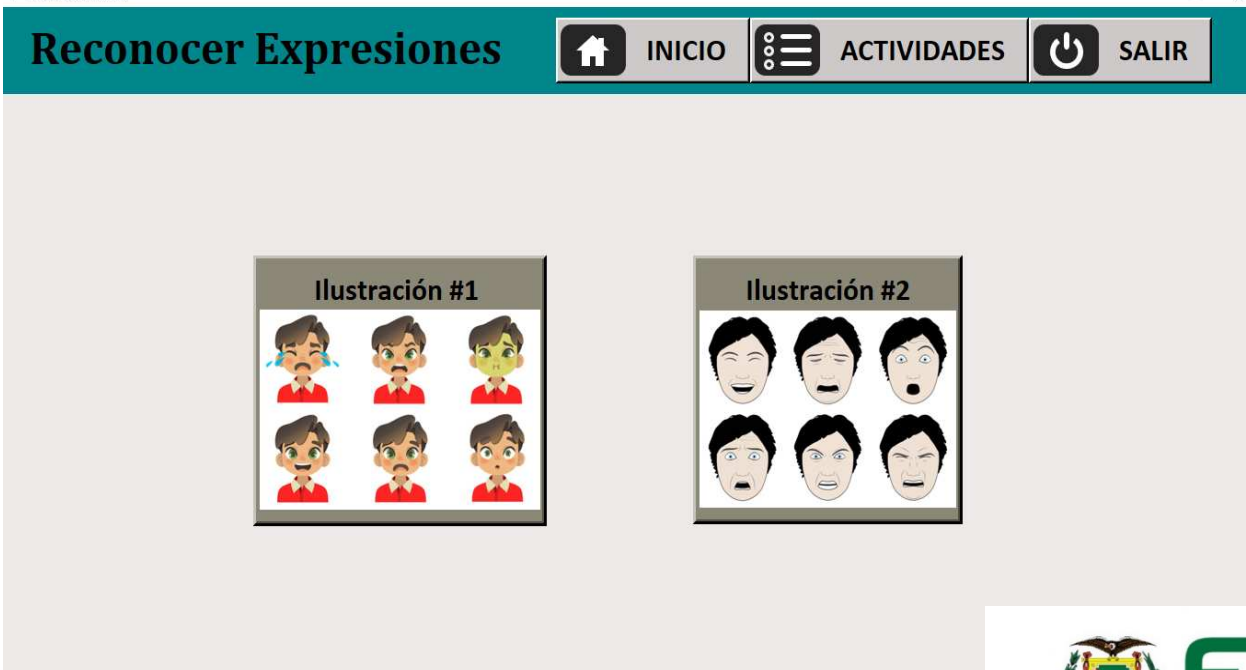 Reconocer Expresiones
INICIO
ACTIVIDADES
SALIR
Ilustración #1
Ilustración #2